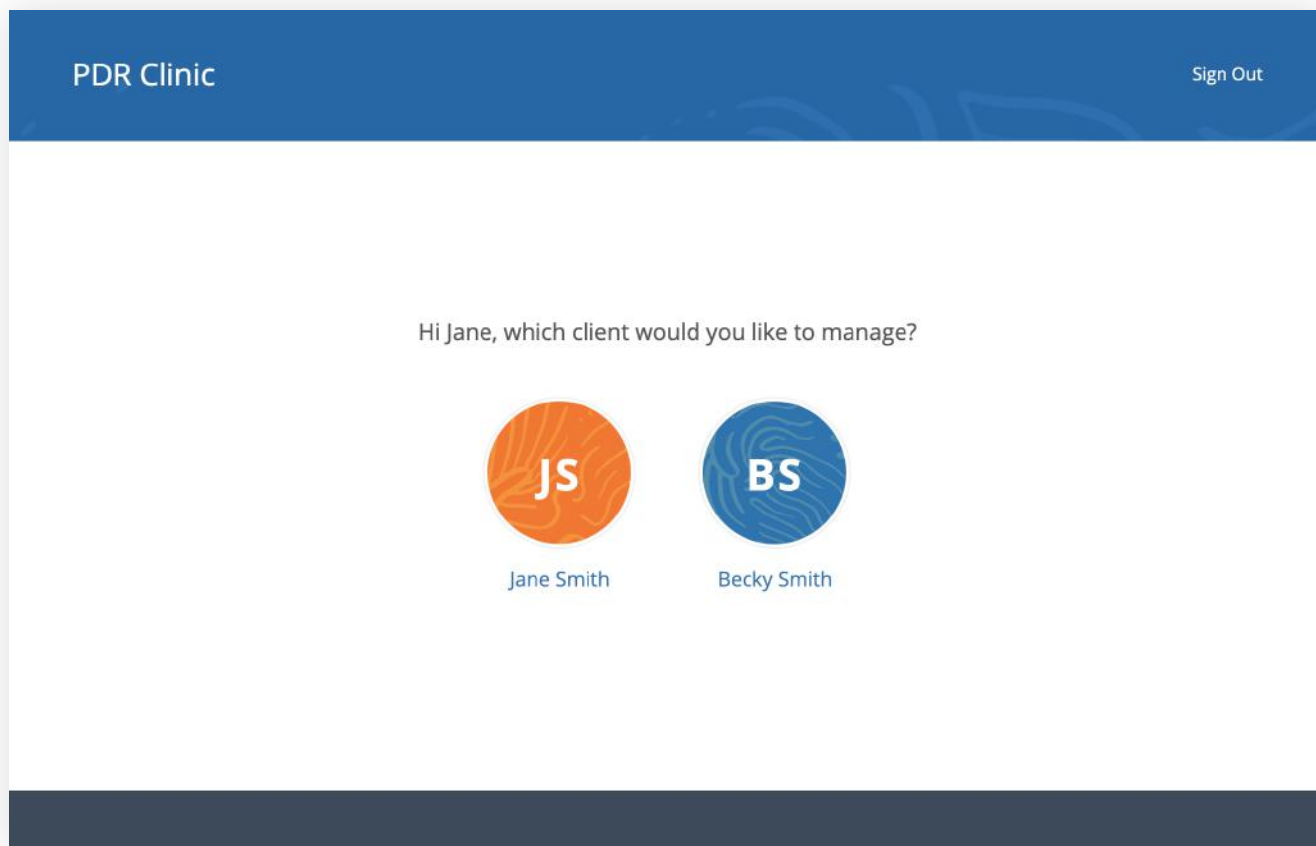 PDR Clinic
Sign Out
Hi Jane, which client would you like to manage?
JS
BS
Jane Smith
Becky Smith